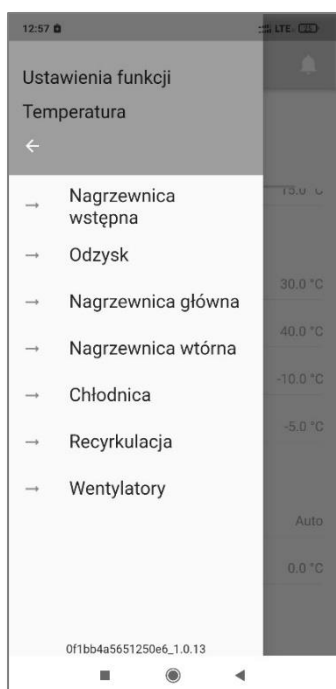 12:57
LTE
Ustawienia funkcji
Temperatura
Nagrzewnica
wstępna
Odzysk
30.0 °C
Nagrzewnica główna
40.0 °C
Nagrzewnica wtórna
-10.0 °C
Chłodnica
-5.0 °C
Recyrkulacja
Wentylatory
Auto
0.0 °C
0f1bb4a5651250e6_1.0.13